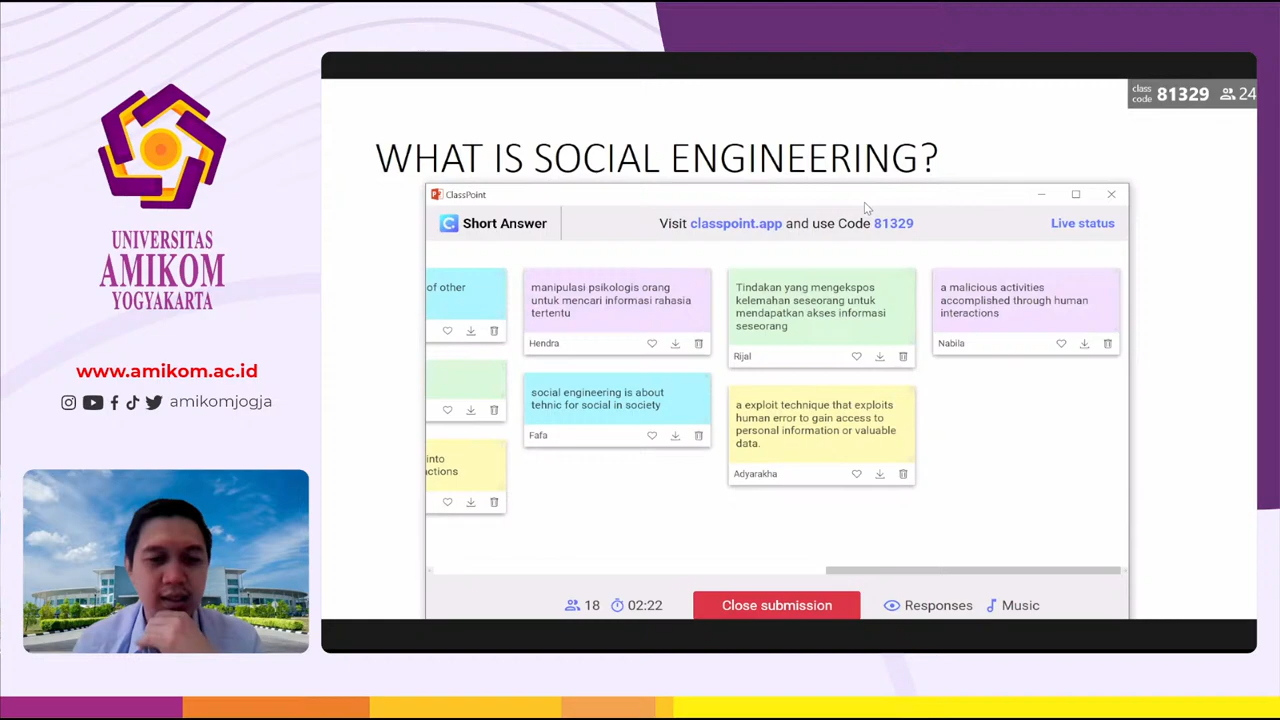 UNIVERSITAS
AMIKOM
YOGYAKARTA
www.amikom.ac.id
amikomjogja
class
code 81329 24
WHAT IS SOCIAL ENGINEERING?
ClassPoint
Short Answer
Visit classpoint.app and use Code 81329
Live status
of other
into
ctions
manipulasi psikologis orang
untuk mencari informasi rahasia
tertentu
Hendra
social engineering is about
tehnic for social in society
Fafa
Tindakan yang mengekspos
kelemahan seseorang untuk
mendapatkan akses informasi
seseorang
Rijal
a exploit technique that exploits
human error to gain access to
personal information or valuable
data.
Adyarakha
a malicious activities
accomplished through human
interactions
Nabila
18 02:22
Close submission
Responses
Music